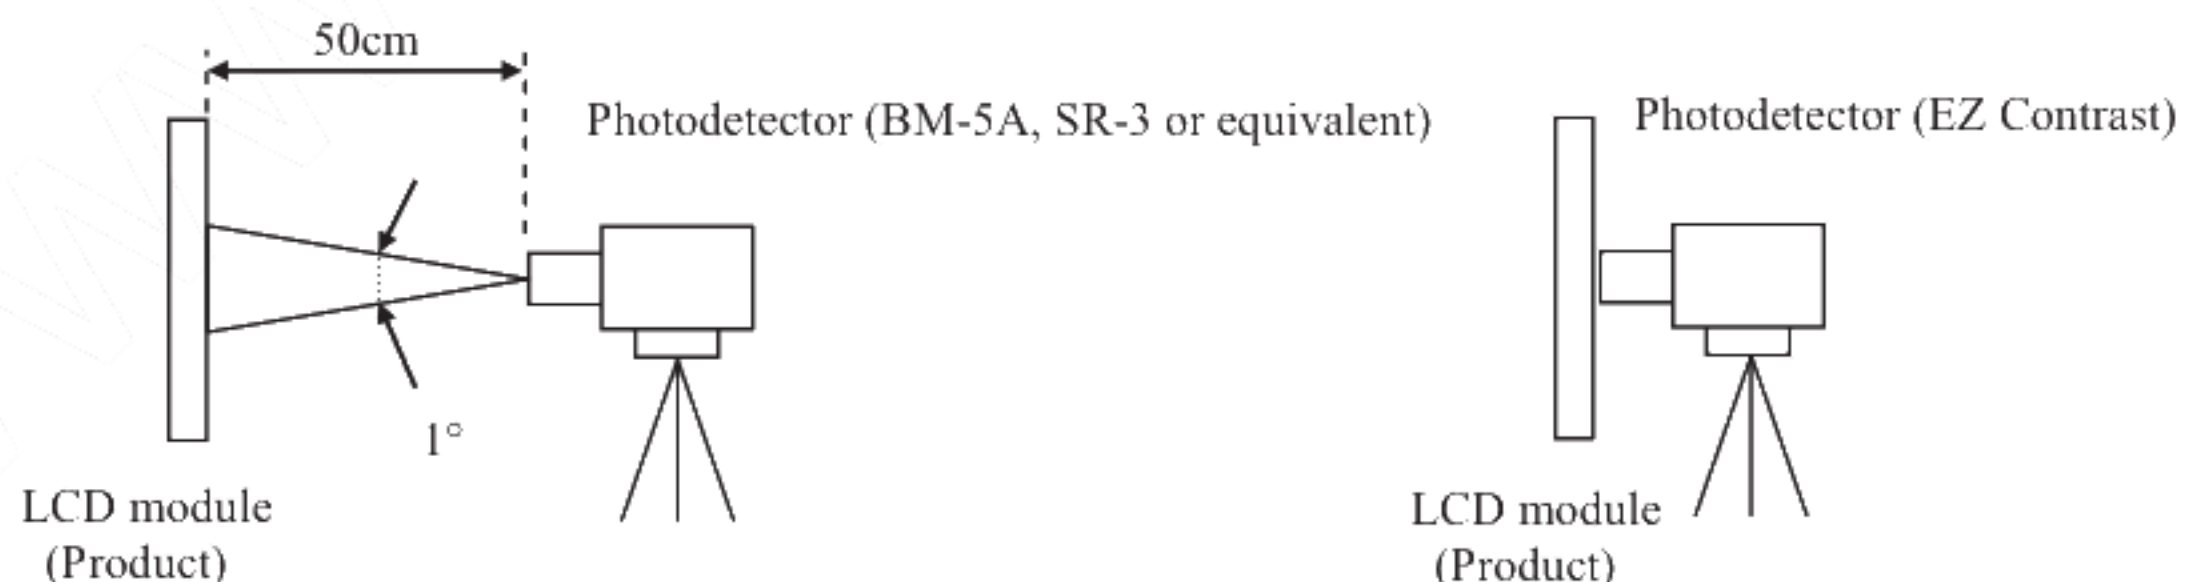 50cm
Photodetector (BM-5A, SR-3 or equivalent)
1°
LCD module
(Product)
Photodetector (EZ Contrast)
LCD module
(Product)